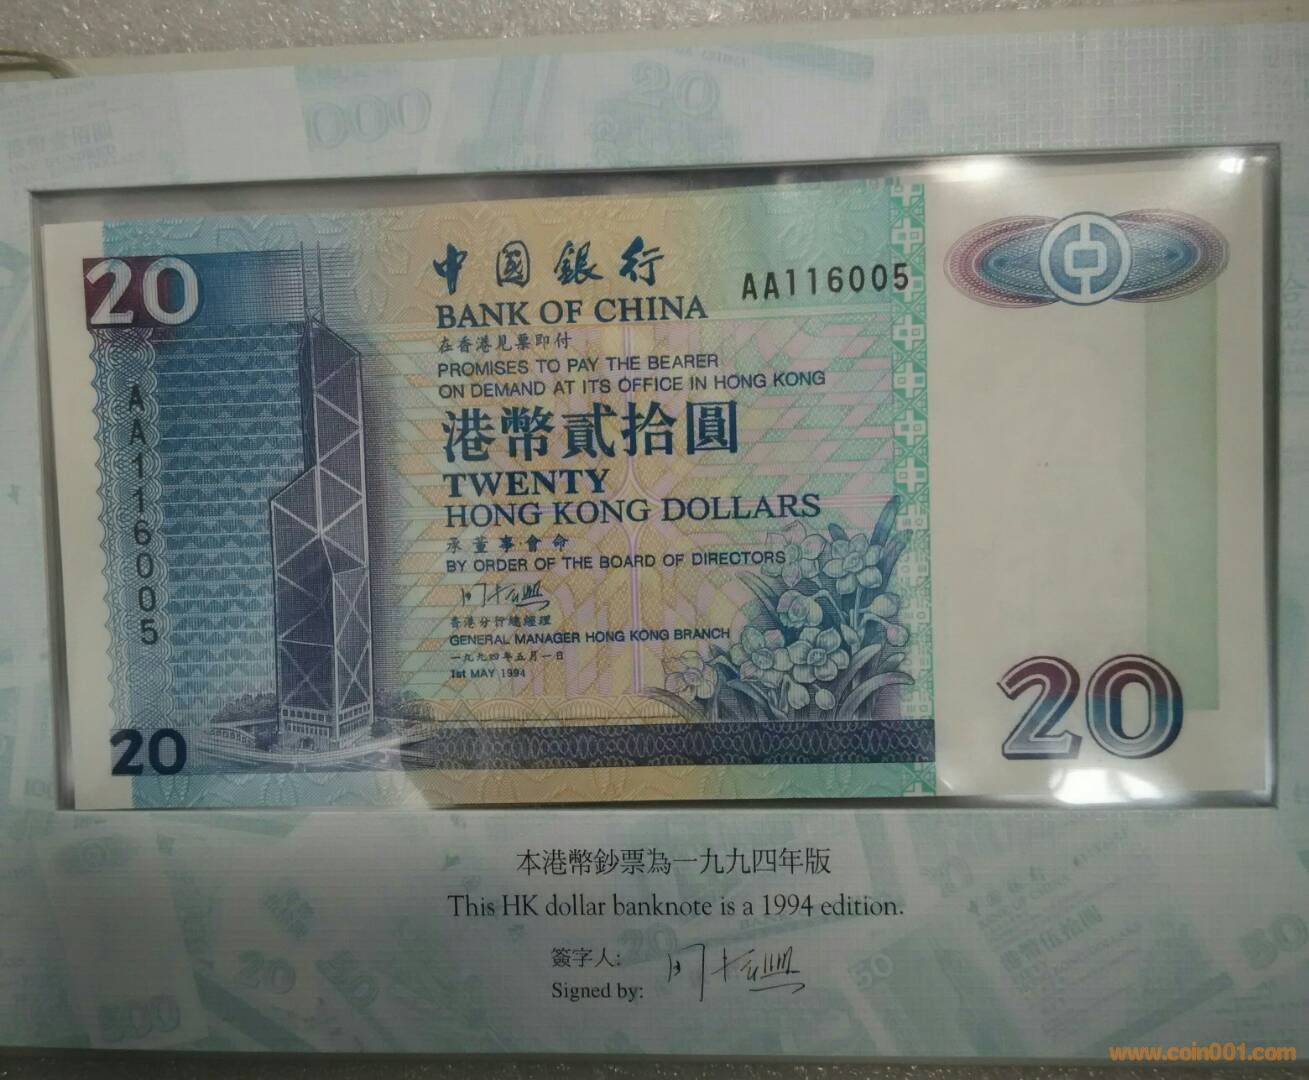 中國銀行
BANK OF CHINA
AA116005
在香港見票即付
PROMISES TO PAY THE BEARER
ON DEMAND AT ITS OFFICE IN HONG KONG
港幣貳拾圓
TWENTY
HONG KONG DOLLARS
承董事會命
BY ORDER OF THE BOARD OF DIRECTORS
香港分行總經理
GENERAL MANAGER HONG KONG BRANCH
一九九四年五月一日
1st MAY 1994
20
AA116005
20
20
本港幣鈔票為一九九四年版
This HK dollar banknote is a 1994 edition.
簽字人:
Signed by:
www.coin001.com